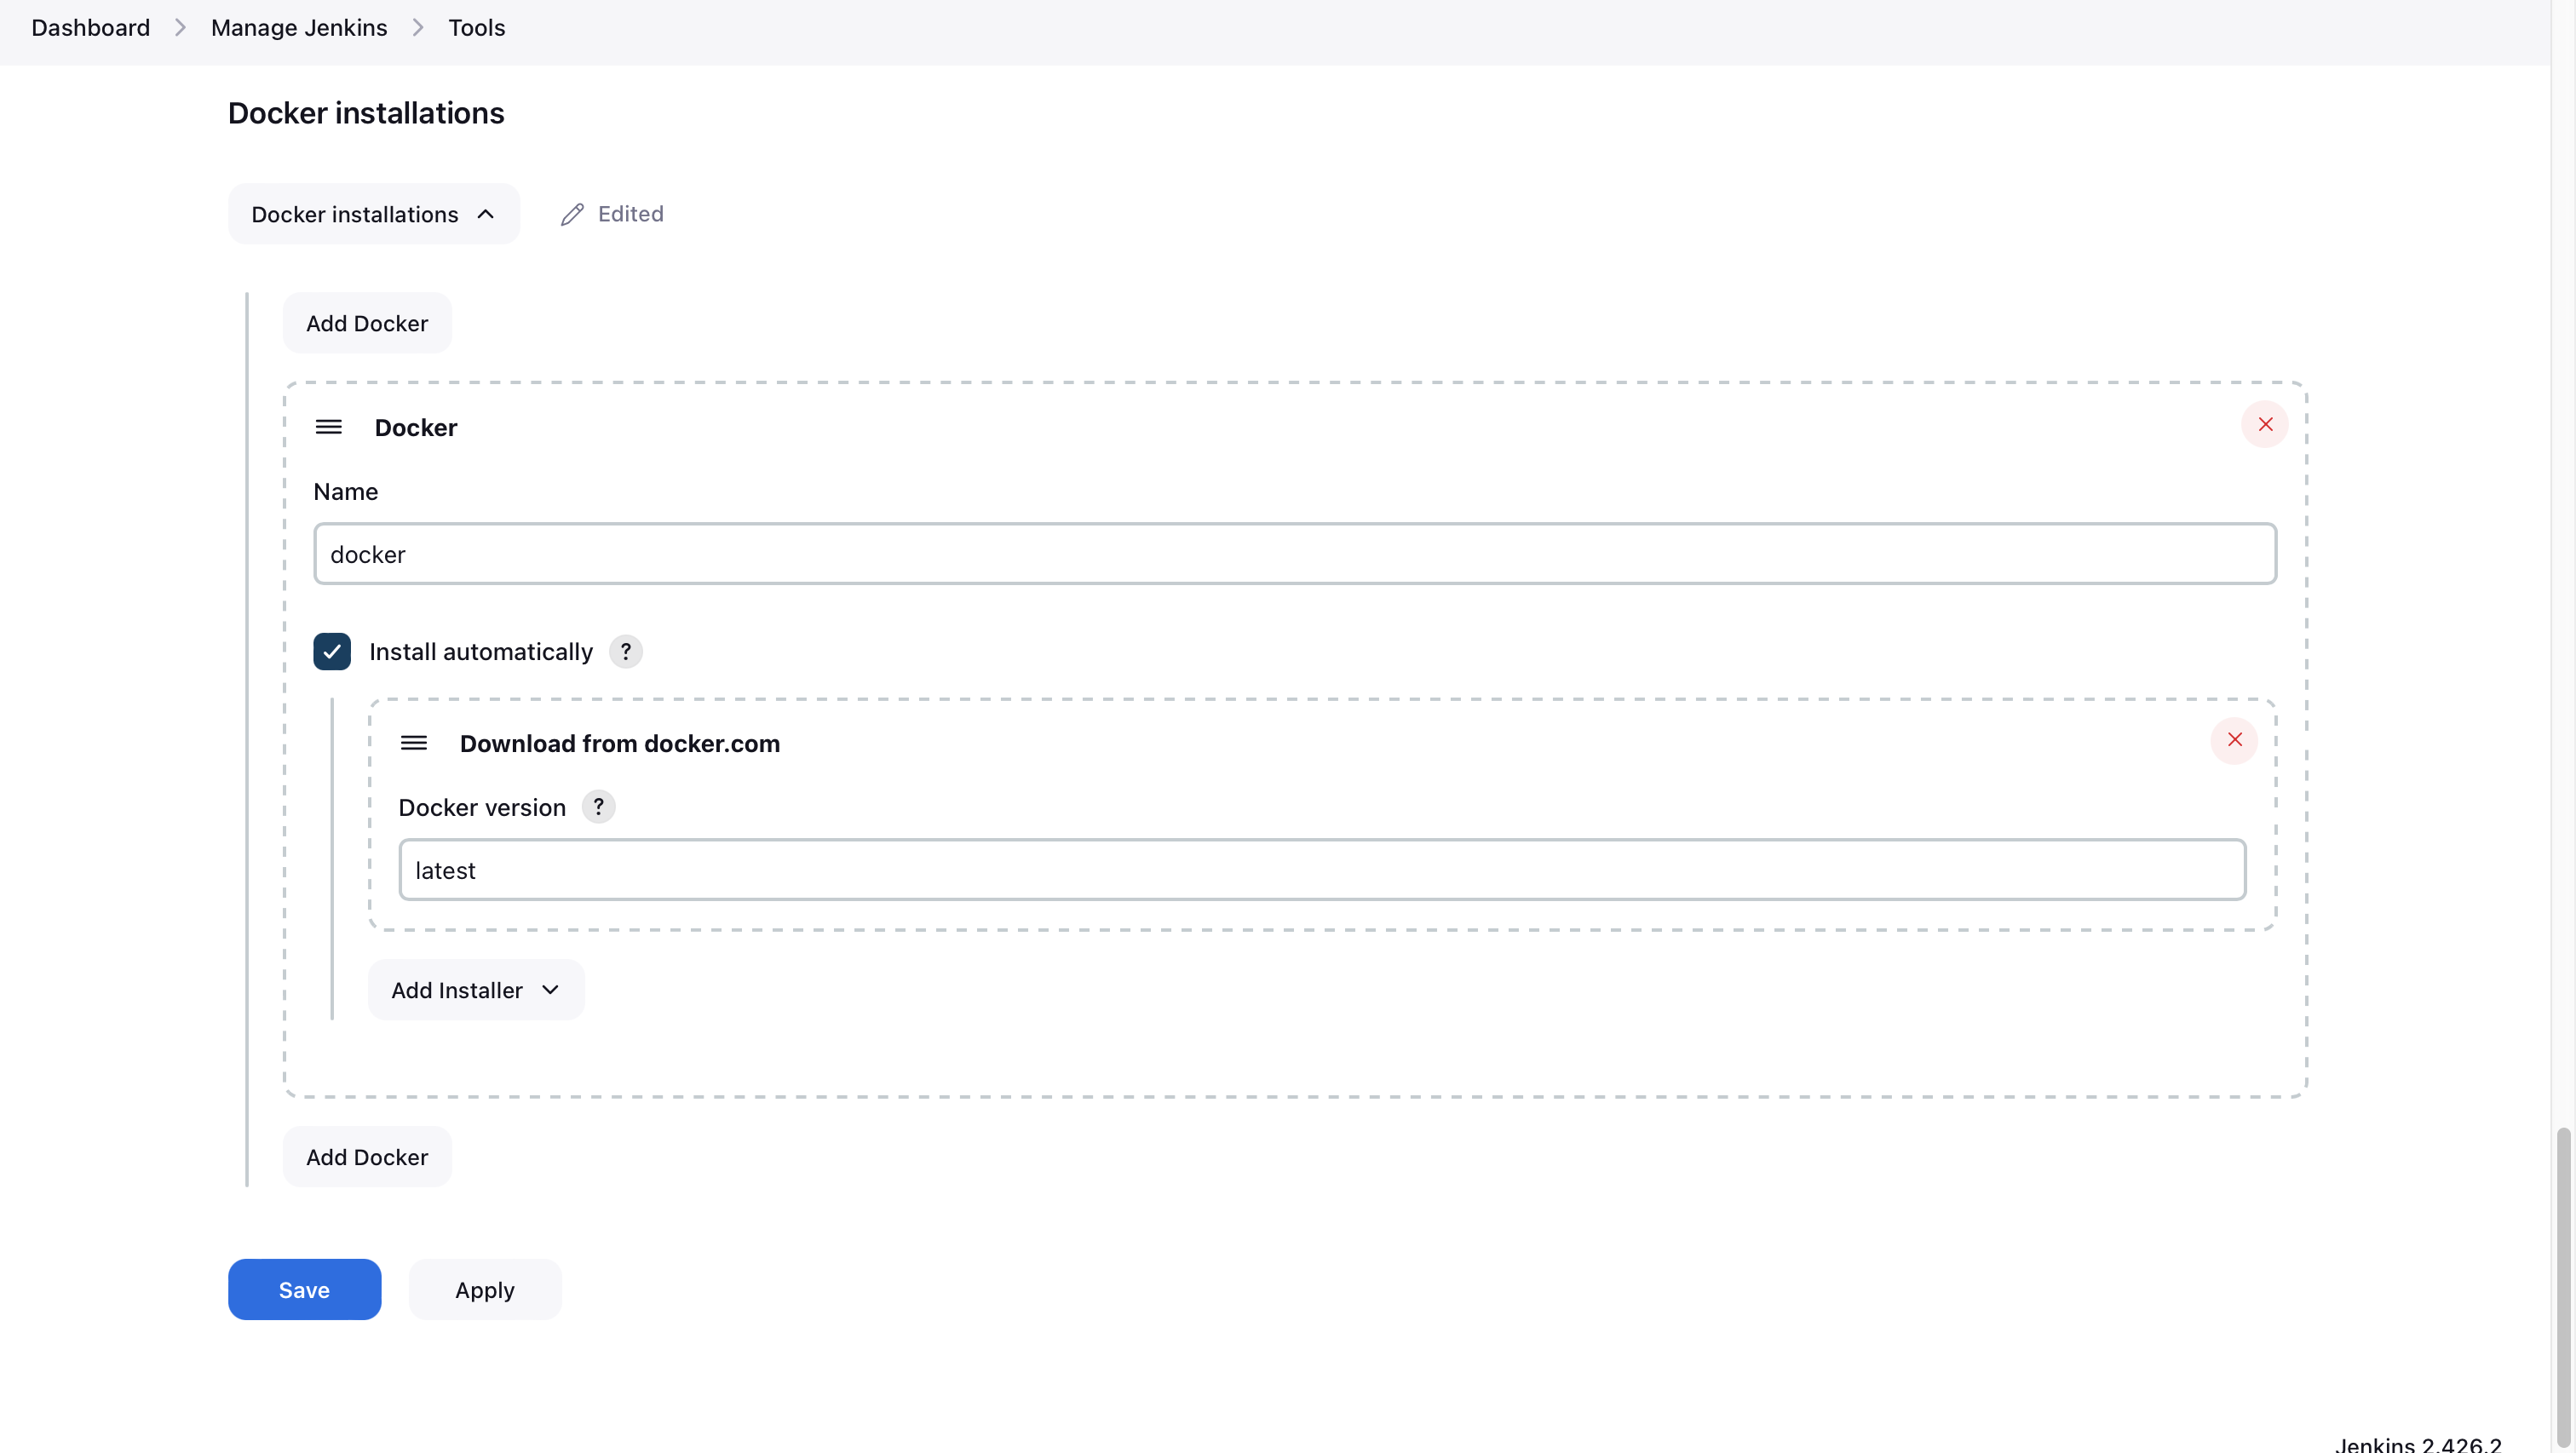 Dashboard > Manage Jenkins > Tools
Docker installations
Docker installations Edited
Add Docker
Docker
Name
docker
Install automatically ?
Download from docker.com
Docker version ?
latest
Add Installer
Add Docker
Save Apply
Jenkins 2.426.2